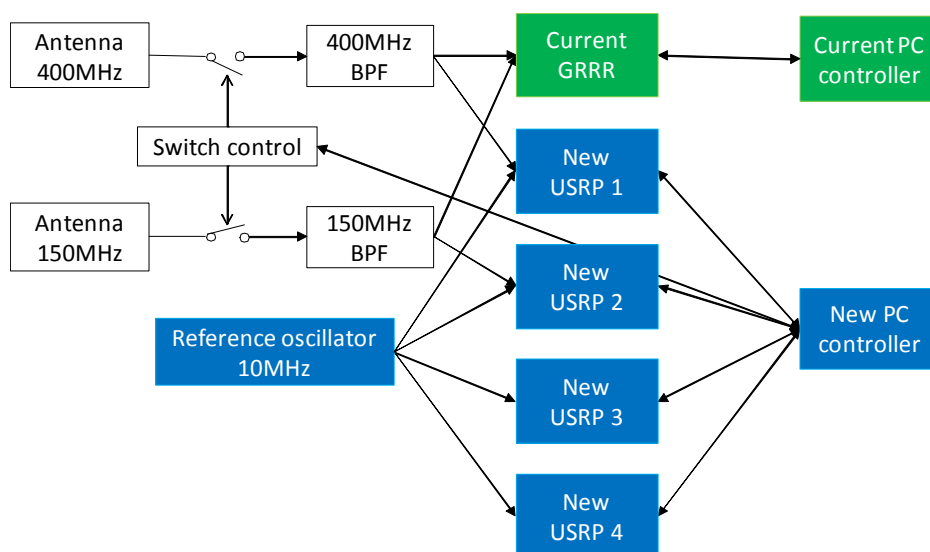 Antenna
400MHz
400MHz
BPF
Current
GRRR
Current PC
controller
Switch control
New
USRP 1
Antenna
150MHz
150MHz
BPF
New
USRP 2
New PC
controller
Reference oscillator
10MHz
New
USRP 3
New
USRP 4